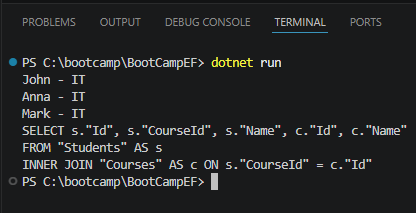 PROBLEMS OUTPUT DEBUG CONSOLE TERMINAL PORTS
PS C:\bootcamp\BootCampEF> dotnet run
John - IT
Anna - IT
Mark - IT
SELECT s."Id", s."CourseId", s."Name", c."Id", c."Name"
FROM "Students" AS s
INNER JOIN "Courses" AS c ON s."CourseId" = c."Id"
PS C:\bootcamp\BootCampEF>